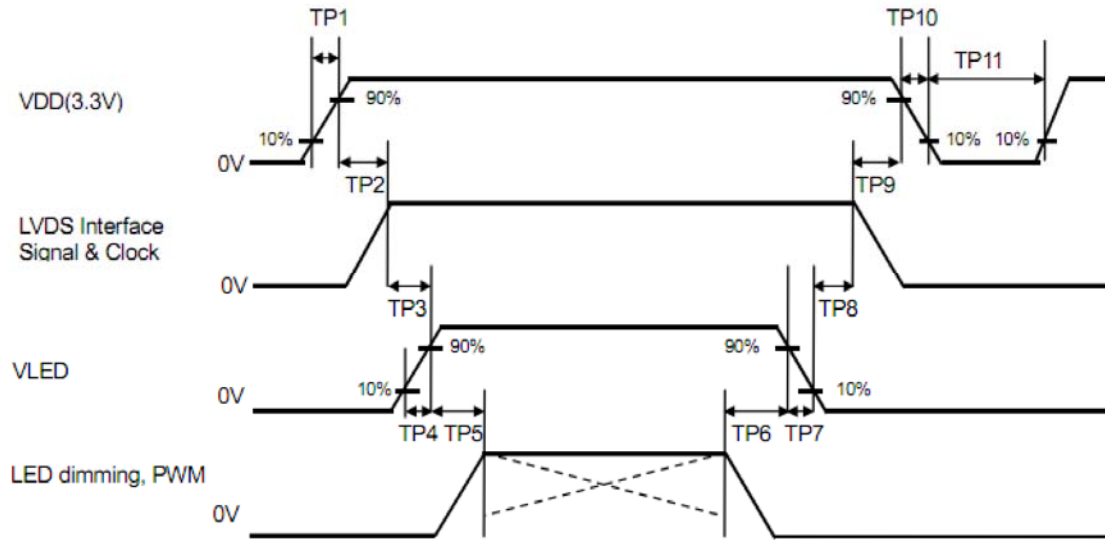 TP1 TP10
TP11
VDD(3.3V) 90% 90%
10% 10% 10%
0V
TP2 TP9
LVDS Interface
Signal & Clock
0V
TP3 TP8
90% 90%
VLED
10% 10%
0V
TP4 TP5 TP6 TP7
LED dimming, PWM
0V